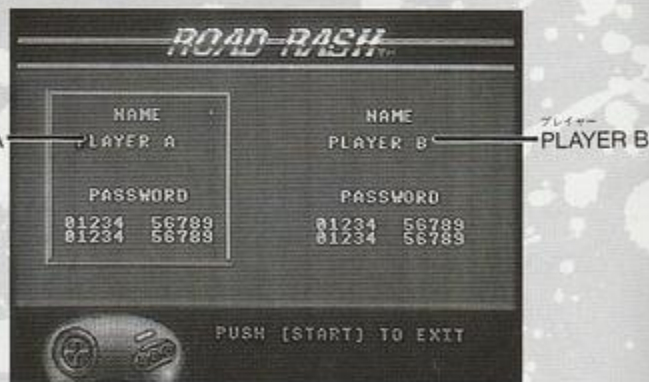 ROAD RASH™
NAME
PLAYER A
PASSWORD
01234 56789
01234 56789
NAME
PLAYER B
PASSWORD
01234 56789
01234 56789
PUSH [START] TO EXIT
A
プレイヤー
PLAYER B